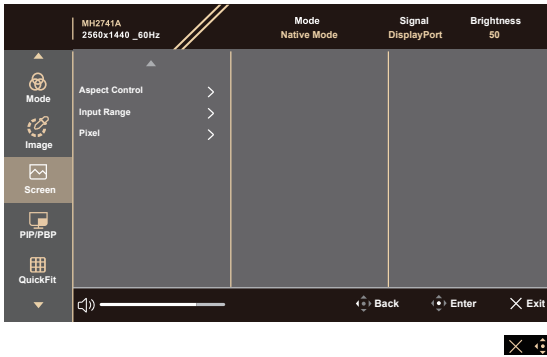 MH2741A
2560x1440 _60Hz
Mode
Native Mode
Signal
DisplayPort
Brightness
50
Mode
Image
Screen
PIP/PBP
QuickFit
Aspect Control
Input Range
Pixel
Back
Enter
Exit